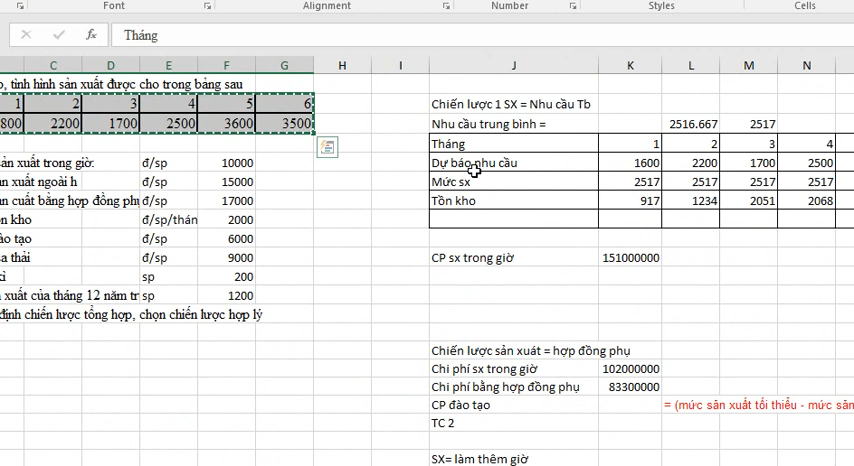 Font Alignment Number Styles Cells
fx Tháng
C D E F G H I J K L M N
, tình hình sản xuất được cho trong bảng sau
1 2 3 4 5 6 Chiến lược 1 SX = Nhu cầu Tb
800 2200 1700 2500 3600 3500 Nhu cầu trung bình = 2516.667 2517
Tháng 1 2 3 4
ản xuất trong giờ: đ/sp 10000 Dự báo nhu cầu 1600 2200 1700 2500
n xuất ngoài h đ/sp 15000 Mức sx 2517 2517 2517 2517
n cuất bằng hợp đồng phụ đ/sp 17000 Tồn kho 917 1234 2051 2068
n kho đ/sp/thán 2000
ào tạo đ/sp 6000
a thải đ/sp 9000 CP sx trong giờ 151000000
sp 200
xuất của tháng 12 năm tr sp 1200
định chiến lược tổng hợp, chọn chiến lược hợp lý
Chiến lược sản xuát = hợp đồng phụ
Chi phí sx trong giờ 102000000
Chi phí bằng hợp đồng phụ 83300000
CP đào tạo = (mức sản xuất tối thiểu - mức sản
TC 2
SX= làm thêm giờ